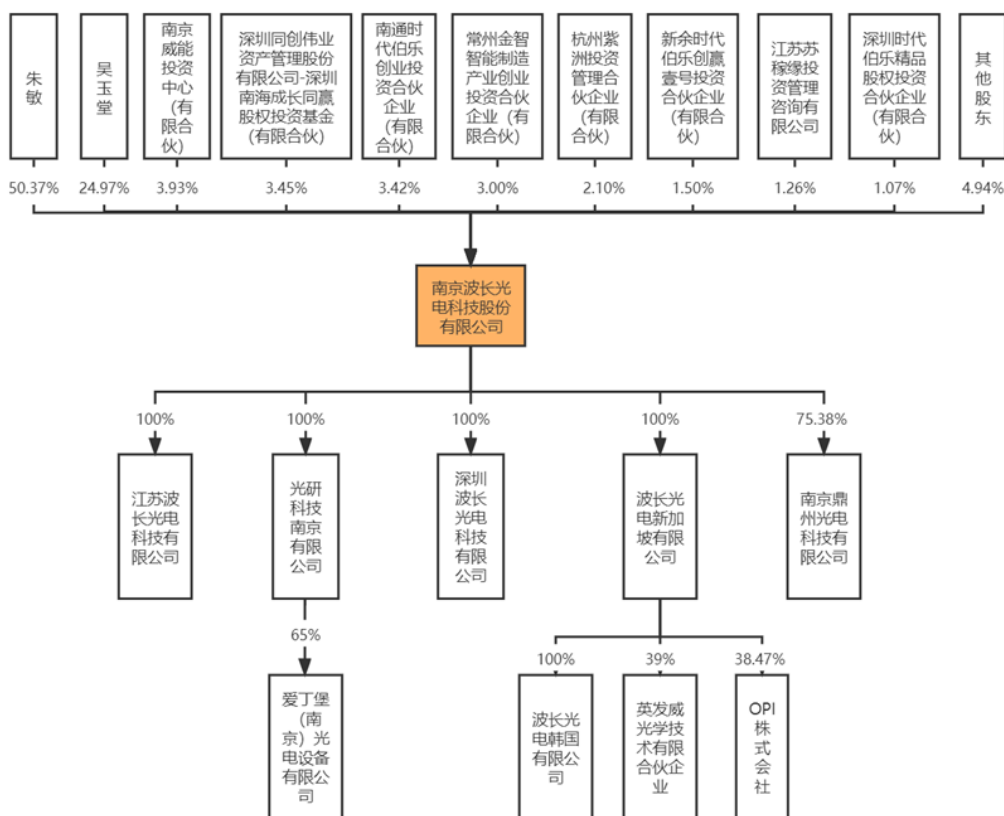 朱
敏
吴
玉
堂
南京
威能
投资
中心
（有
限合
伙）
深圳同创伟业
资产管理股份
有限公司-深圳
南海成长同赢
股权投资基金
（有限合伙）
南通时
代伯乐
创业投
资合伙
企业
（有限
合伙）
常州金智
智能制造
产业创业
投资合伙
企业（有
限合伙）
杭州紫
洲投资
管理合
伙企业
（有限
合伙）
新余时代
伯乐创赢
壹号投资
合伙企业
（有限合
伙）
江苏苏
稼缘投
资管理
咨询有
限公司
深圳时代
伯乐精品
股权投资
合伙企业
（有限合
伙）
其
他
股
东
50.37%
24.97%
3.93%
3.45%
3.42%
3.00%
2.10%
1.50%
1.26%
1.07%
4.94%
南京波长光
电科技股份
有限公司
100%
100%
100%
100%
75.38%
江苏波
长光电
科技有
限公司
光研
科技
南京
有限
公司
深圳
波长
光电
科技
有限
公司
波长光
电新加
坡有限
公司
南京鼎
州光电
科技有
限公司
65%
100%
39%
38.47%
爱丁堡
（南
京）光
电设备
有限公
司
波长光
电韩国
有限公
司
英发威
光学技
术有限
合伙企
业
OPI
株
式
会
社